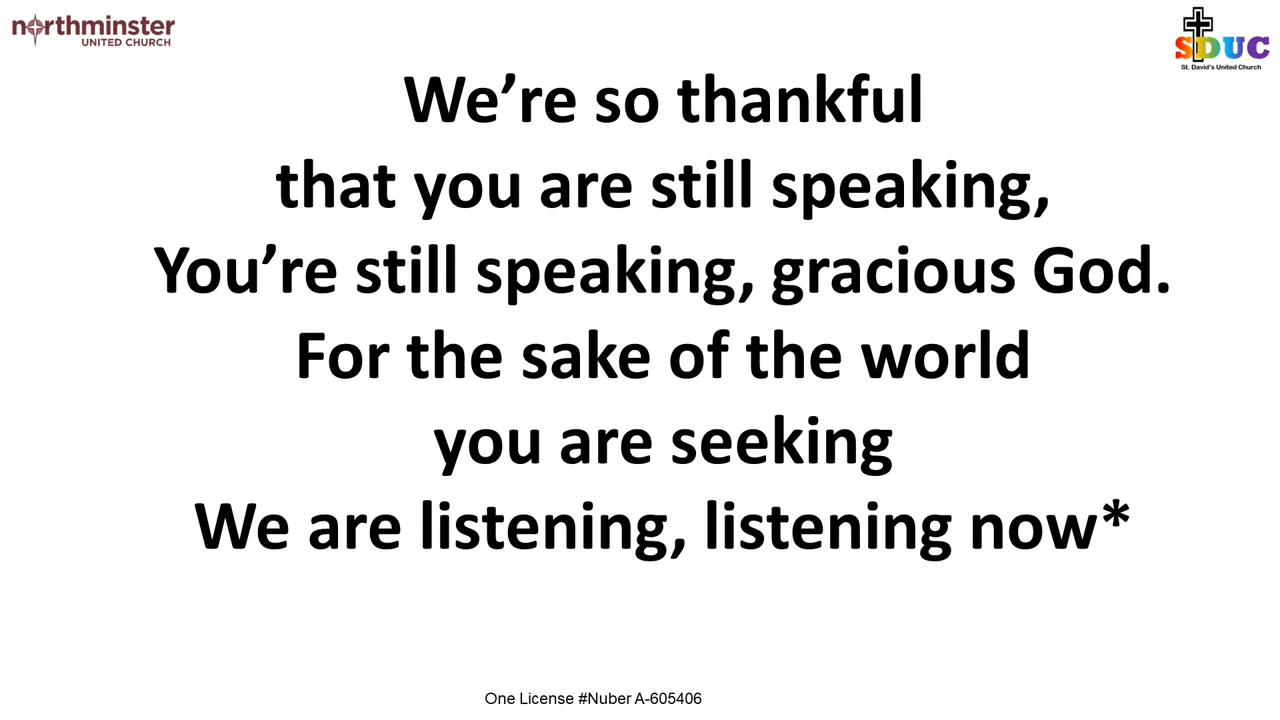 northminster
UNITED CHURCH
SDUC
St. David's United Church
We're so thankful
that you are still speaking,
You're still speaking, gracious God.
For the sake of the world
you are seeking
We are listening, listening now*
One License #Nuber A-605406